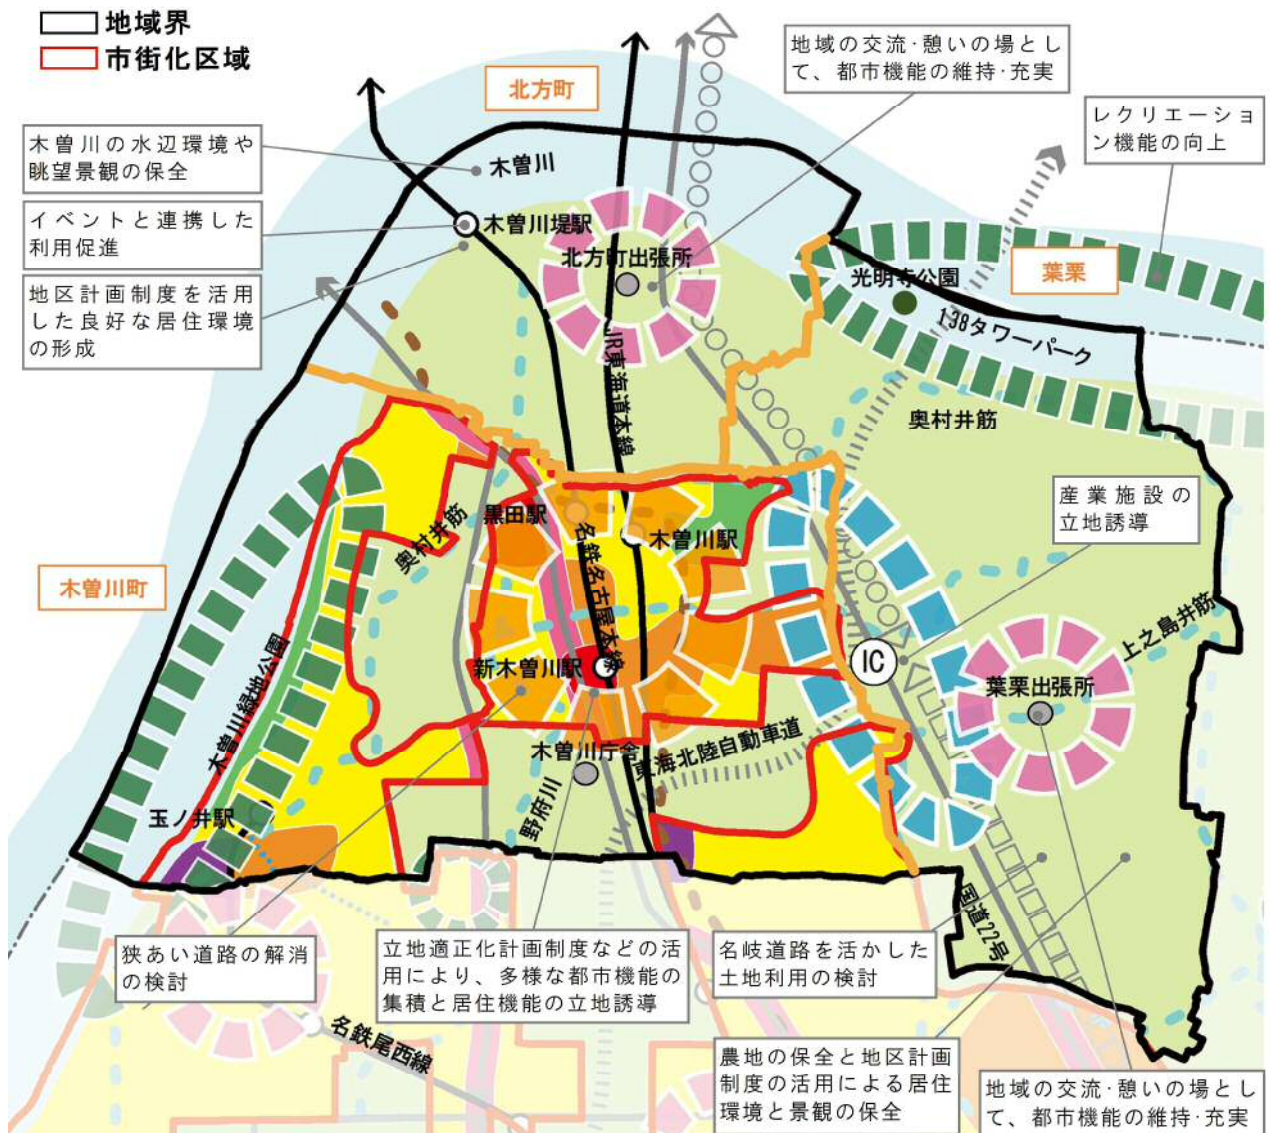 地域界
市街化区域
北方町
地域の交流・憩いの場とし
て、都市機能の維持・充実
レクリエーショ
ン機能の向上
木曽川の水辺環境や
眺望景観の保全
木曽川
イベントと連携した
利用促進
木曽川堤駅
北方町出張所
地区計画制度を活用
した良好な居住環境
の形成
光明寺公園
葉栗
138タワーパーク
JR東海道本線
奥村井筋
産業施設の
立地誘導
黒田駅
奥村井筋
名鉄名古屋本線
木曽川駅
木曽川町
上之島井筋
IC
新木曽川駅
葉栗出張所
木曽川緑地公園
木曽川庁舎
東海北陸自動車道
玉ノ井駅
野府川
国道22号
狭あい道路の解消
の検討
立地適正化計画制度などの活
用により、多様な都市機能の
集積と居住機能の立地誘導
名岐道路を活かした
土地利用の検討
名鉄尾西線
農地の保全と地区計画
制度の活用による居住
環境と景観の保全
地域の交流・憩いの場とし
て、都市機能の維持・充実